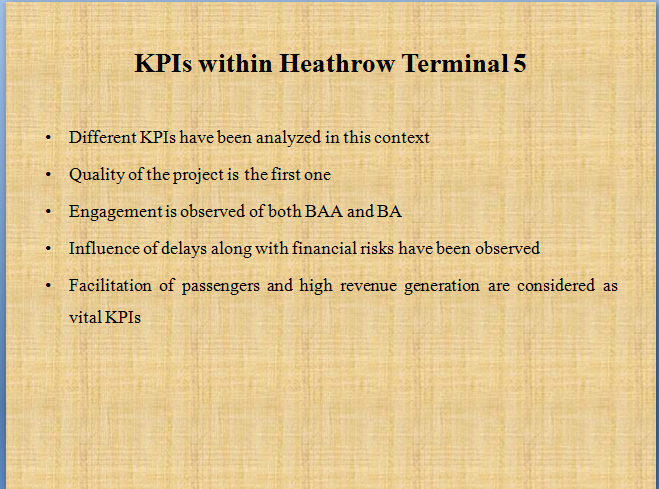 KPIs within Heathrow Terminal 5
• Different KPIs have been analyzed in this context
• Quality of the project is the first one
• Engagement is observed of both BAA and BA
• Influence of delays along with financial risks have been observed
• Facilitation of passengers and high revenue generation are considered as
vital KPIs